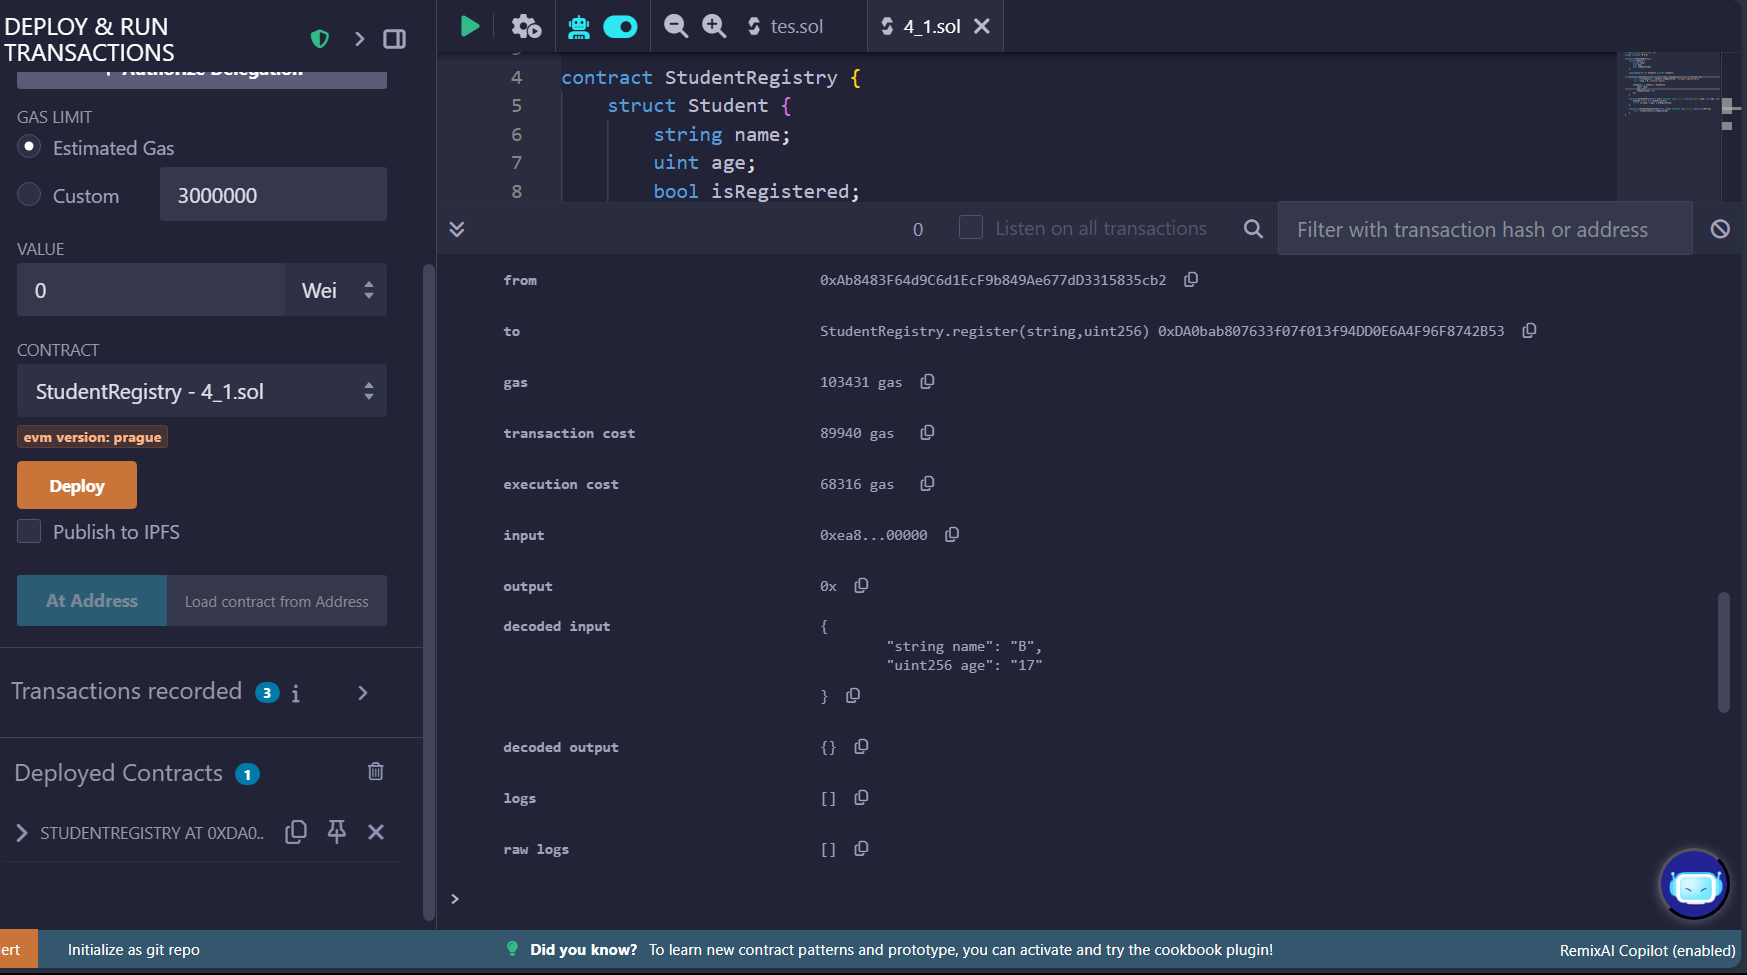 DEPLOY & RUN
TRANSACTIONS
Authorize Delegation
GAS LIMIT
Estimated Gas
Custom
3000000
VALUE
0
Wei
CONTRACT
StudentRegistry - 4_1.sol
evm version: prague
Deploy
Publish to IPFS
At Address
Load contract from Address
Transactions recorded 3 i
Deployed Contracts 1
STUDENTREGISTRY AT 0XDA0..
tes.sol
4_1.sol
4 contract StudentRegistry {
5 struct Student {
6 string name;
7 uint age;
8 bool isRegistered;
0 Listen on all transactions Filter with transaction hash or address
from 0xAb8483F64d9C6d1EcF9b849Ae677dD3315835cb2
to StudentRegistry.register(string,uint256) 0xDA0bab807633f07f013f94DD0E6A4F96F8742B53
gas 103431 gas
transaction cost 89940 gas
execution cost 68316 gas
input 0xea8...00000
output 0x
decoded input {
"string name": "B",
"uint256 age": "17"
}
decoded output {}
logs []
raw logs []
>
ert Initialize as git repo Did you know? To learn new contract patterns and prototype, you can activate and try the cookbook plugin! RemixAI Copilot (enabled)